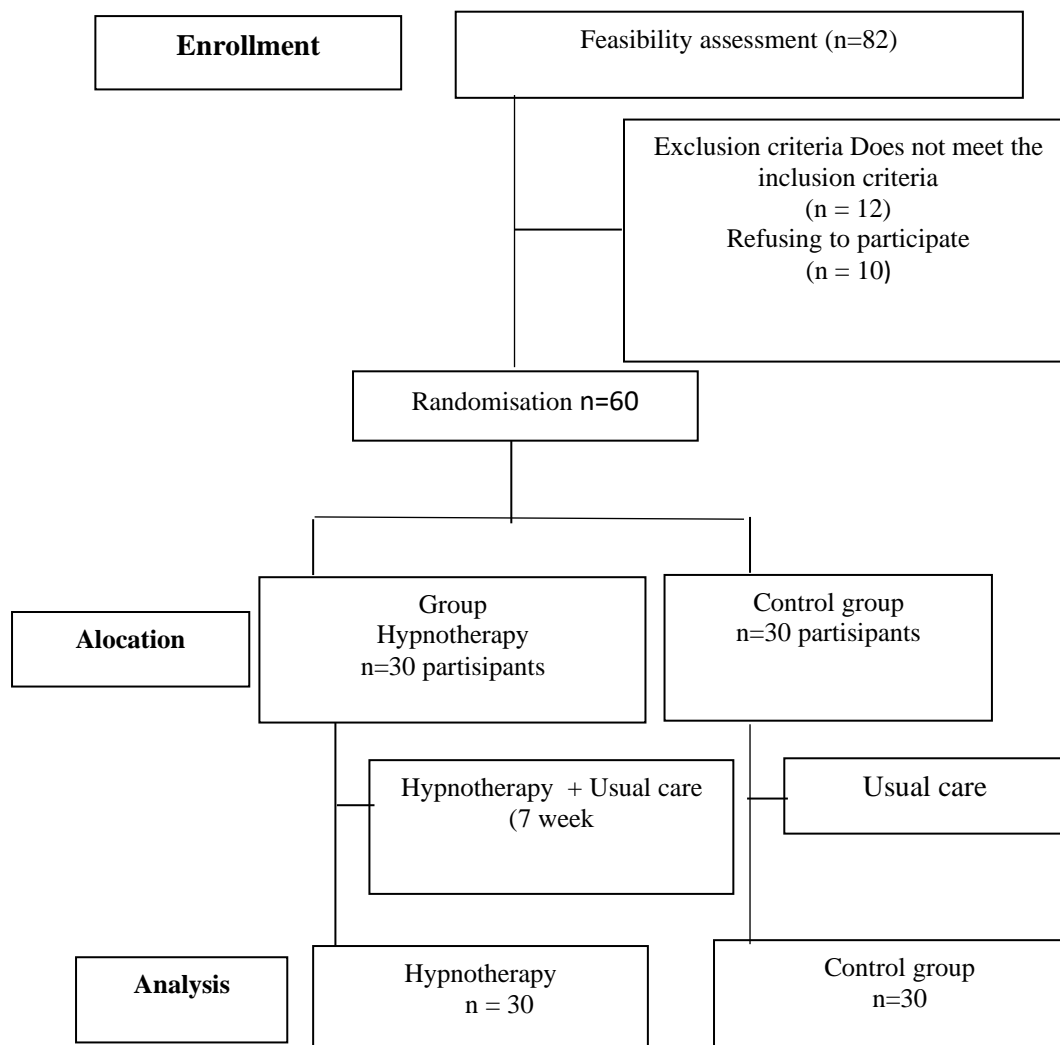 Enrollment
Feasibility assessment (n=82)
Exclusion criteria Does not meet the
inclusion criteria
(n = 12)
Refusing to participate
(n = 10)
Randomisation n=60
Alocation
Group
Hypnotherapy
n=30 partisipants
Control group
n=30 partisipants
Hypnotherapy + Usual care
(7 week
Usual care
Analysis
Hypnotherapy
n = 30
Control group
n=30